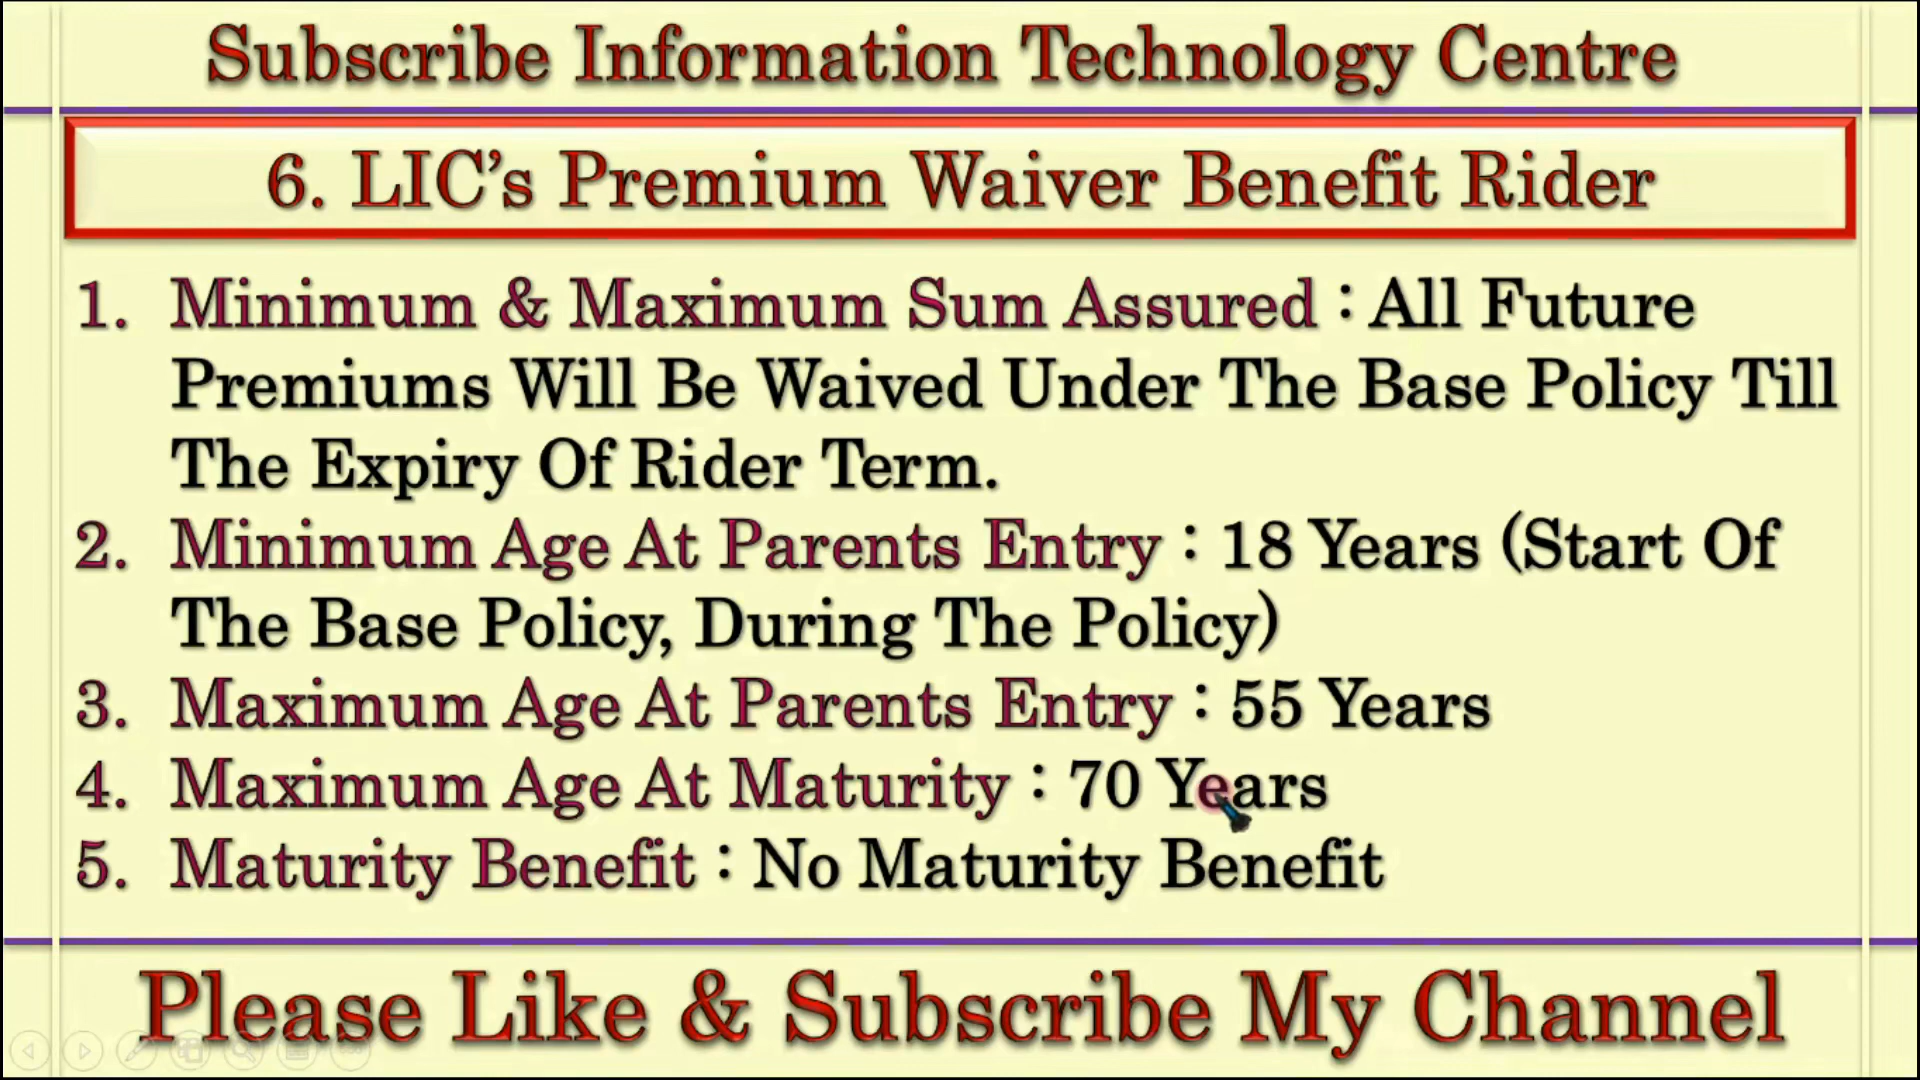 Subscribe Information Technology Centre
6. LIC’s Premium Waiver Benefit Rider
1. Minimum & Maximum Sum Assured : All Future
Premiums Will Be Waived Under The Base Policy Till
The Expiry Of Rider Term.
2. Minimum Age At Parents Entry : 18 Years (Start Of
The Base Policy, During The Policy)
3. Maximum Age At Parents Entry : 55 Years
4. Maximum Age At Maturity : 70 Years
5. Maturity Benefit : No Maturity Benefit
Please Like & Subscribe My Channel